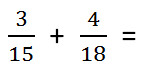 3/15 + 4/18 =